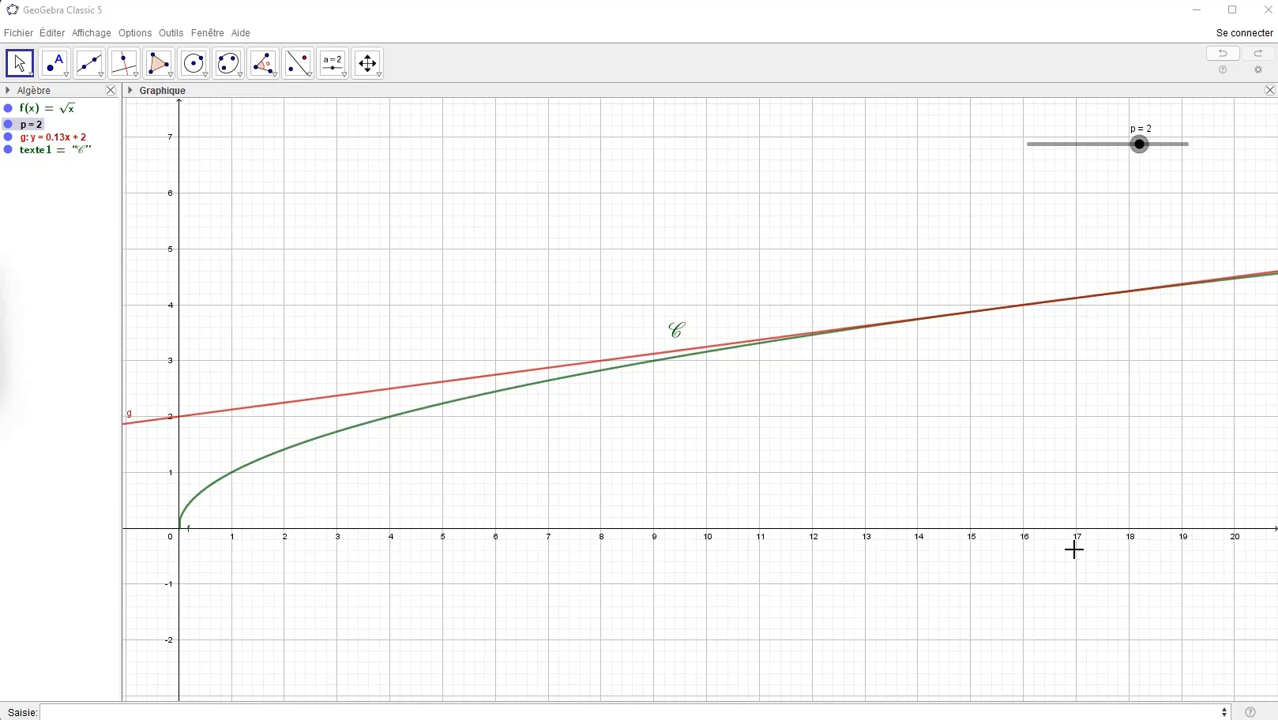 GeoGebra Classic 5
Fichier Éditer Affichage Options Outils Fenêtre Aide
Se connecter
A
α
a = 2
Algèbre
Graphique
f(x) = √x
p = 2
g: y = 0.13x + 2
texte1 = “𝒞”
p = 2
7
6
5
4
3
2
1
-1
-2
𝒞
g
f
0 1 2 3 4 5 6 7 8 9 10 11 12 13 14 15 16 17 18 19 20
Saisie: